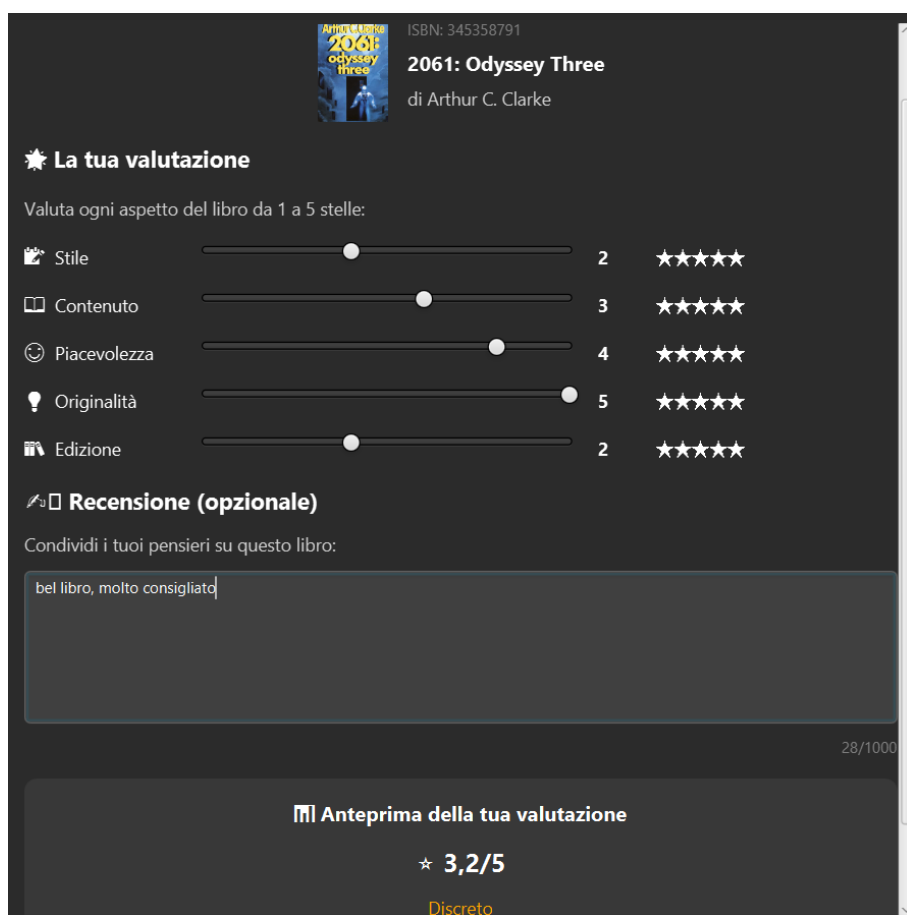 Arthur C. Clarke
2061:
odyssey
three
ISBN: 345358791
2061: Odyssey Three
di Arthur C. Clarke
La tua valutazione
Valuta ogni aspetto del libro da 1 a 5 stelle:
Stile 2 ★★★★★
Contenuto 3 ★★★★★
Piacevolezza 4 ★★★★★
Originalità 5 ★★★★★
Edizione 2 ★★★★★
Recensione (opzionale)
Condividi i tuoi pensieri su questo libro:
bel libro, molto consigliato
28/1000
Anteprima della tua valutazione
☆ 3,2/5
Discreto